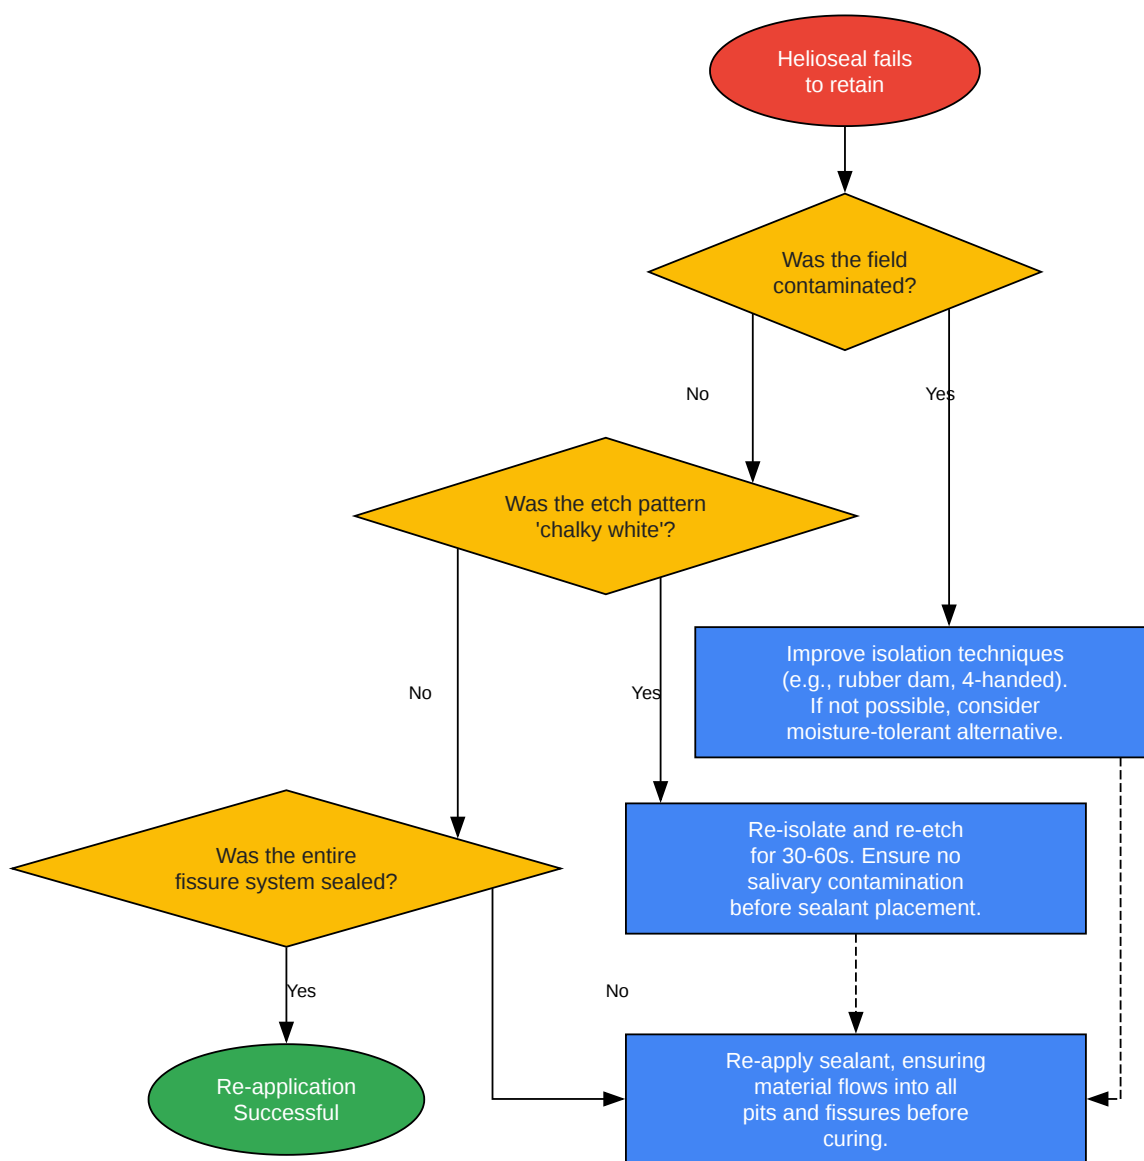 Helioseal fails
to retain
Was the field
contaminated?
No
Yes
Was the etch pattern
'chalky white'?
No
Yes
Improve isolation techniques
(e.g., rubber dam, 4-handed).
If not possible, consider
moisture-tolerant alternative.
Was the entire
fissure system sealed?
Re-isolate and re-etch
for 30-60s. Ensure no
salivary contamination
before sealant placement.
Yes
No
Re-application
Successful
Re-apply sealant, ensuring
material flows into all
pits and fissures before
curing.